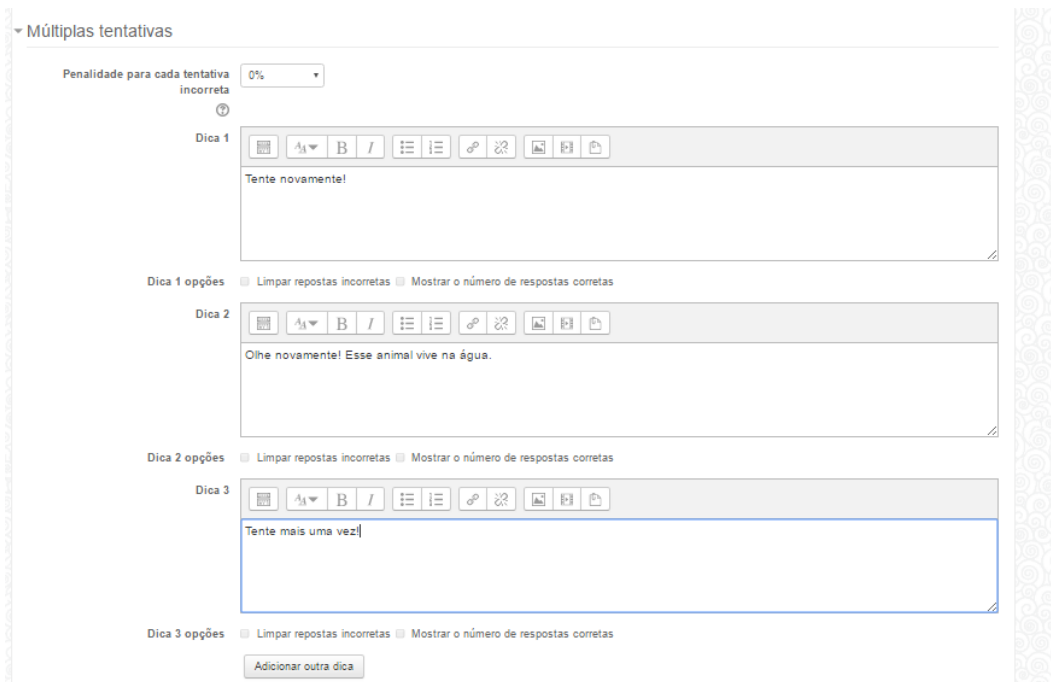 Múltiplas tentativas
Penalidade para cada tentativa 0%
incorreta
Dica 1
Tente novamente!
Dica 1 opções Limpar repostas incorretas Mostrar o número de respostas corretas
Dica 2
Olhe novamente! Esse animal vive na água.
Dica 2 opções Limpar repostas incorretas Mostrar o número de respostas corretas
Dica 3
Tente mais uma vez!
Dica 3 opções Limpar repostas incorretas Mostrar o número de respostas corretas
Adicionar outra dica